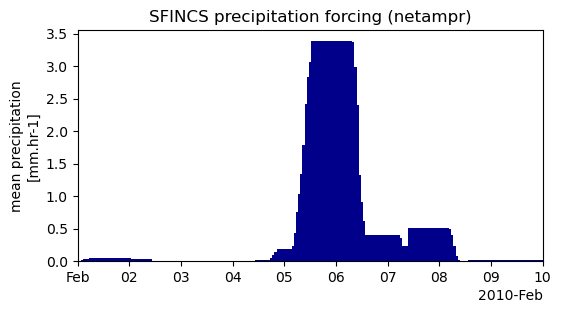 SFINCS precipitation forcing (netampr)
mean precipitation
[mm.hr-1]
3.5
3.0
2.5
2.0
1.5
1.0
0.5
0.0
Feb 02 03 04 05 06 07 08 09 10
2010-Feb